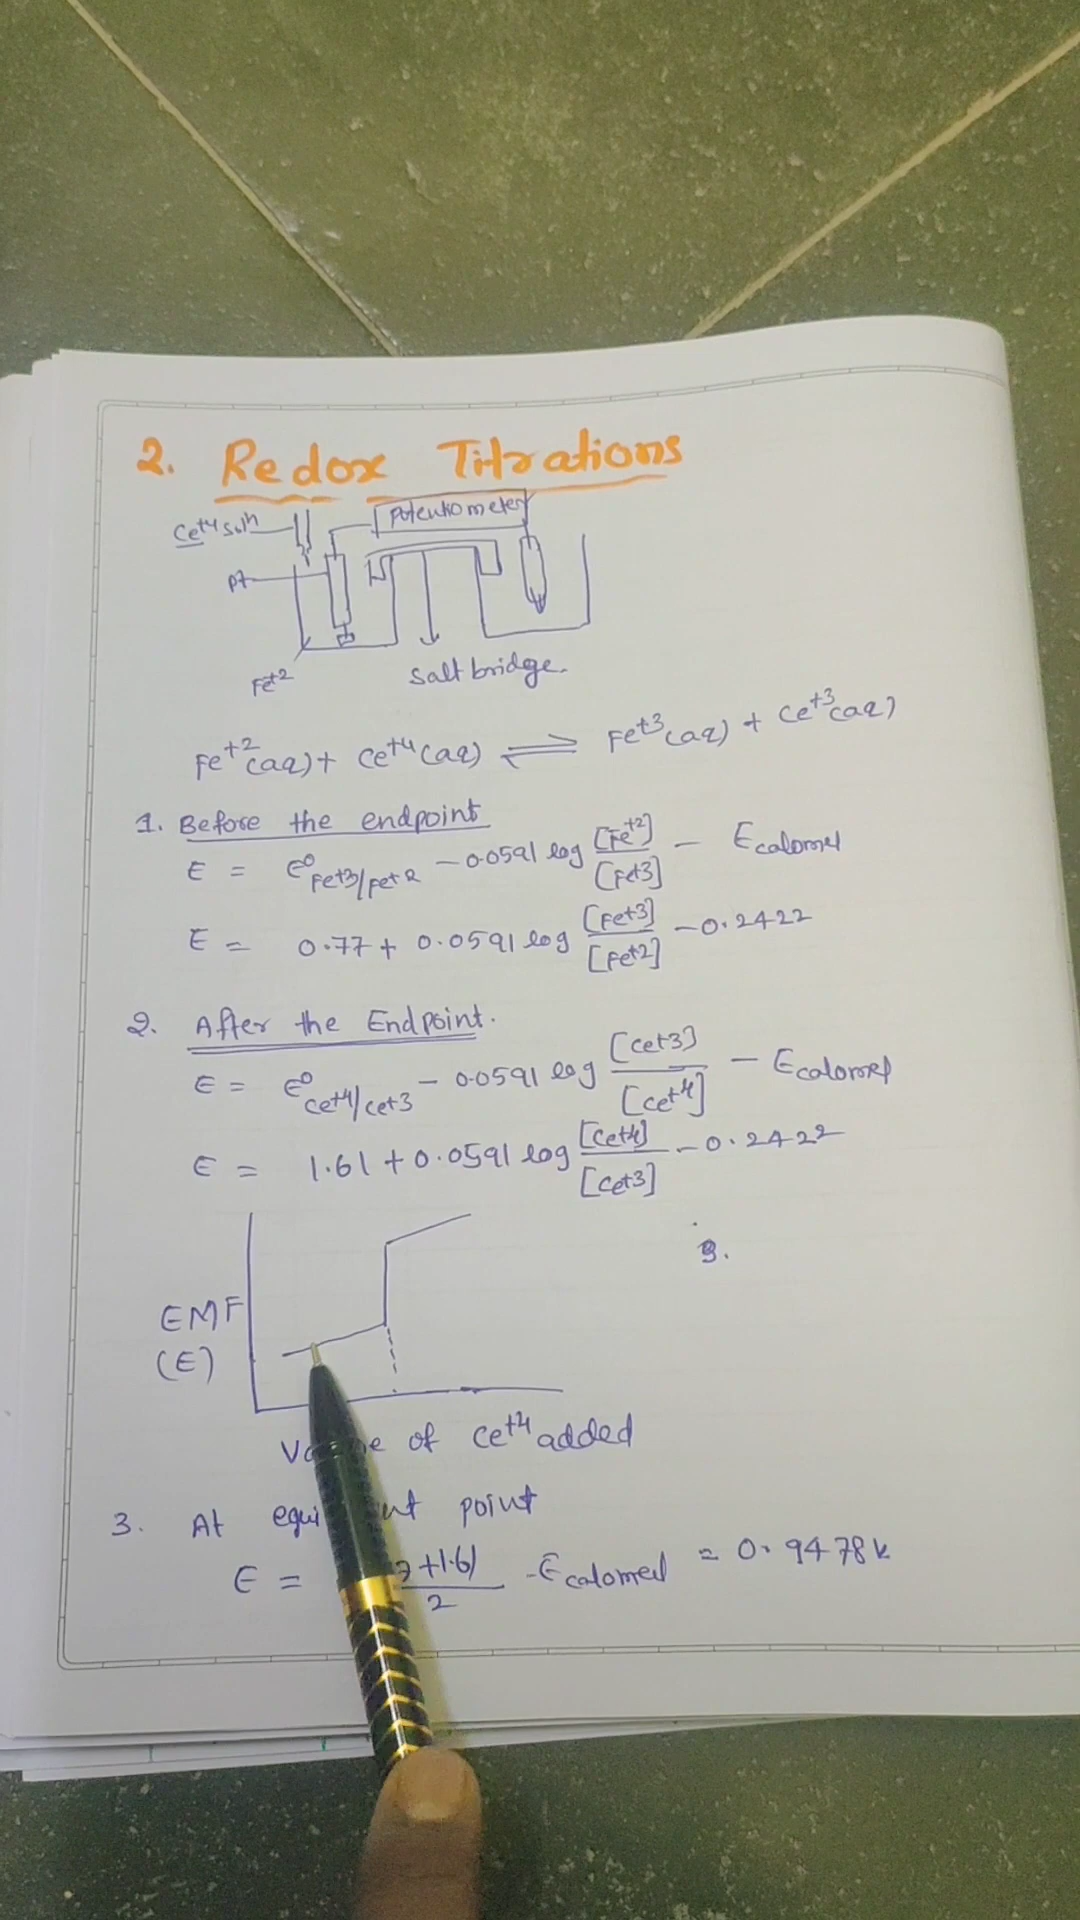 2. Redox Titrations
Ce+4 soln
Potentiometer
pt
Fe+2
Salt bridge.
Fe+2(aq) + Ce+4(aq) ⇌ Fe+3(aq) + Ce+3(aq)
1. Before the endpoint
E = E⁰Fe+3/Fe+2 - 0.0591 log [Fe+2]/[Fe+3] - Ecalomel
E = 0.77 + 0.0591 log [Fe+3]/[Fe+2] - 0.2422
2. After the Endpoint.
E = E⁰Ce+4/Ce+3 - 0.0591 log [Ce+3]/[Ce+4] - Ecalomel
E = 1.61 + 0.0591 log [Ce+4]/[Ce+3] - 0.2422
3.
EMF
(E)
of Ce+4 added
3. At point
E = +1.61/2 - Ecalomel = 0.9478